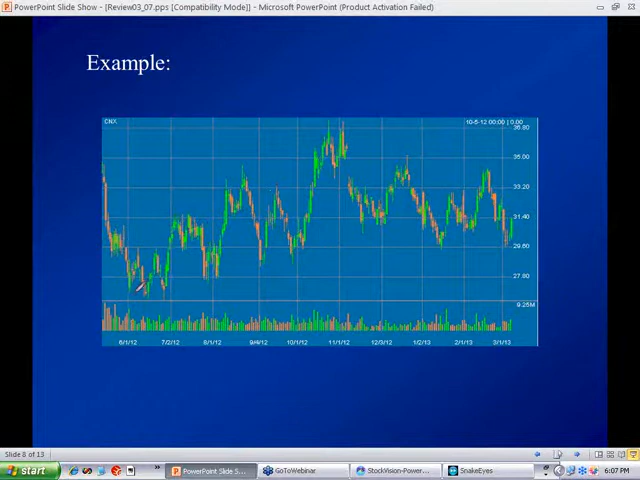 PowerPoint Slide Show - [Review03_07.pps [Compatibility Mode]] - Microsoft PowerPoint (Product Activation Failed)
Example:
CNX
10-5-12 00:00 | 0.00
36.80
35.00
33.20
31.40
29.60
27.80
9.25M
6/1/12 7/2/12 8/1/12 9/4/12 10/1/12 11/1/12 12/3/12 1/2/13 2/1/13 3/1/13
Slide 8 of 13
start PowerPoint Slide S... GoToWebinar StockVision-Power... SnakeEyes 6:07 PM